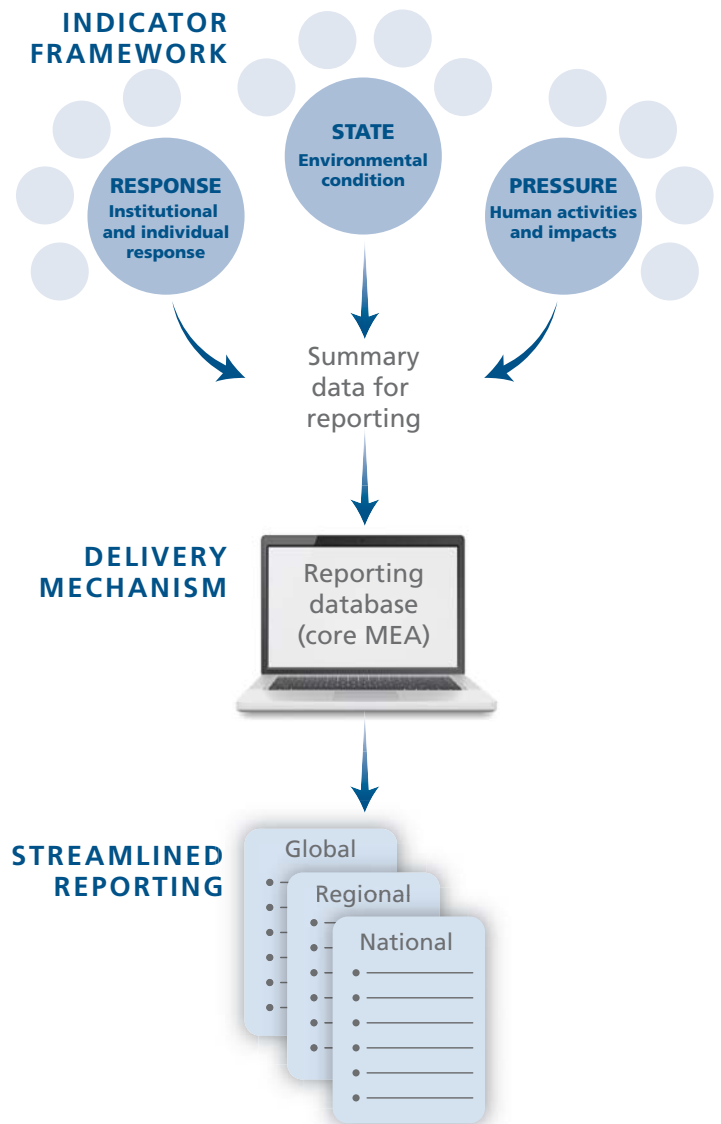 INDICATOR
FRAMEWORK
STATE
Environmental
condition
RESPONSE
Institutional
and individual
response
PRESSURE
Human activities
and impacts
Summary
data for
reporting
DELIVERY
MECHANISM
Reporting
database
(core MEA)
STREAMLINED
REPORTING
Global
Regional
National